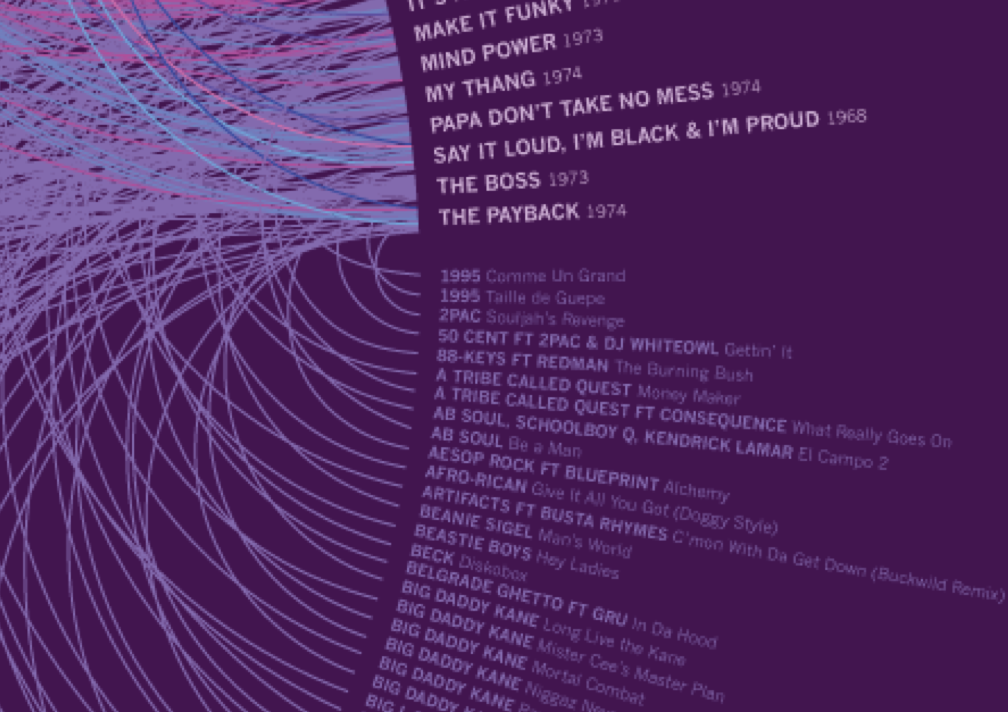 MAKE IT FUNKY
MIND POWER 1973
MY THANG 1974
PAPA DON'T TAKE NO MESS 1974
SAY IT LOUD, I'M BLACK & I'M PROUD 1968
THE BOSS 1973
THE PAYBACK 1974
1995 Comme Un Grand
1995 Taille de Guepe
2PAC Souljah's Revenge
50 CENT FT 2PAC & DJ WHITEOWL Gettin' It
88-KEYS FT REDMAN The Burning Bush
A TRIBE CALLED QUEST Money Maker
A TRIBE CALLED QUEST FT CONSEQUENCE What Really Goes On
AB SOUL, SCHOOLBOY Q, KENDRICK LAMAR El Campo 2
AB SOUL Be a Man
AESOP ROCK FT BLUEPRINT Alchemy
AFRO-RICAN Give It All You Got (Doggy Style)
ARTIFACTS FT BUSTA RHYMES C'mon With Da Get Down (Buckwild Remix)
BEANIE SIGEL Man's World
BEASTIE BOYS Hey Ladies
BECK Diskobox
BELGRADE GHETTO FT GRU In Da Hood
BIG DADDY KANE Long Live the Kane
BIG DADDY KANE Mister Cee's Master Plan
BIG DADDY KANE Mortal Combat
BIG DADDY KANE Niggaz
BIG DADDY KANE
BIG